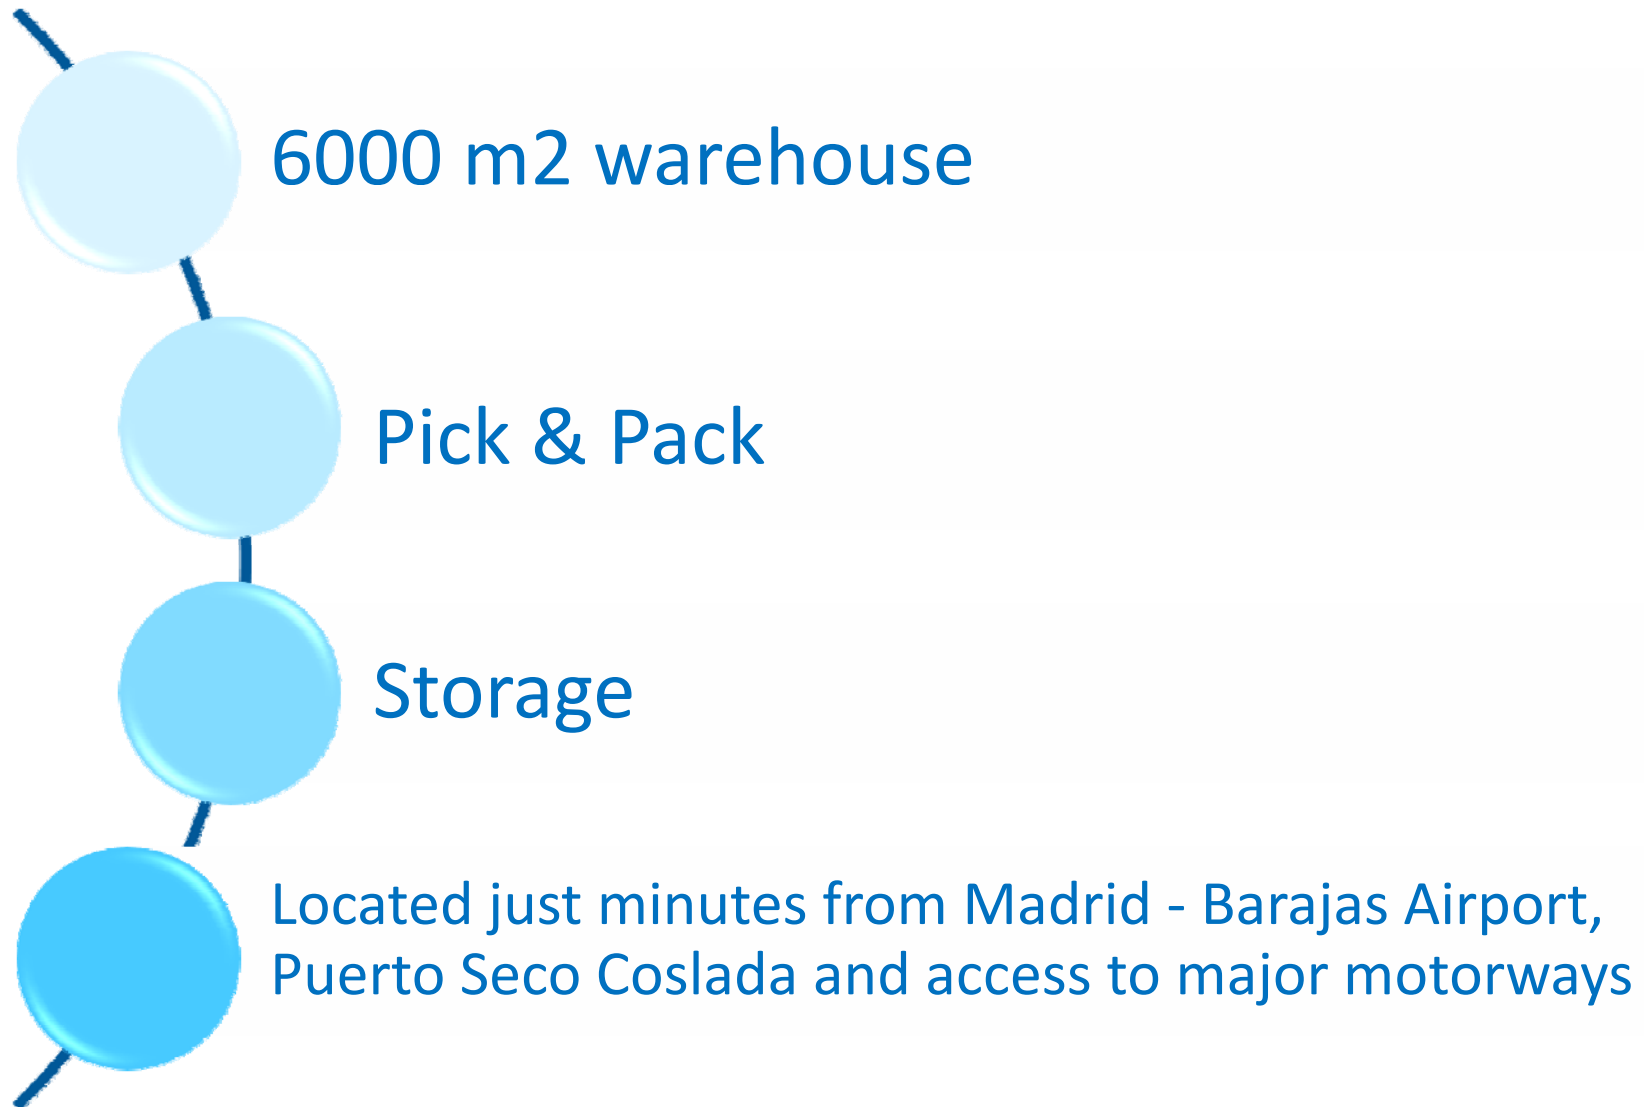 6000 m2 warehouse
Pick & Pack
Storage
Located just minutes from Madrid - Barajas Airport,
Puerto Seco Coslada and access to major motorways